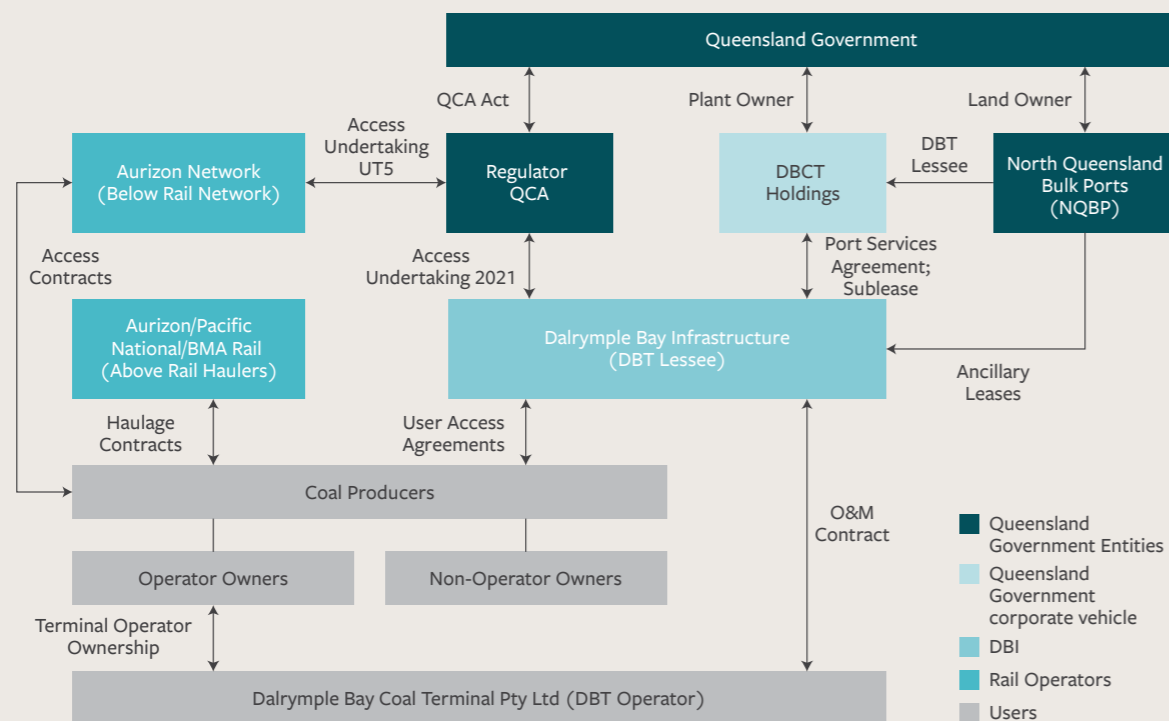 Queensland Government
QCA Act
Plant Owner
Land Owner
Access
Undertaking
UT5
Aurizon Network
(Below Rail Network)
Regulator
QCA
DBCT
Holdings
DBT
Lessee
North Queensland
Bulk Ports
(NQBP)
Access
Contracts
Access
Undertaking 2021
Port Services
Agreement;
Sublease
Aurizon/Pacific
National/BMA Rail
(Above Rail Haulers)
Dalrymple Bay Infrastructure
(DBT Lessee)
Ancillary
Leases
Haulage
Contracts
User Access
Agreements
Coal Producers
O&M
Contract
Operator Owners
Non-Operator Owners
Terminal Operator
Ownership
Dalrymple Bay Coal Terminal Pty Ltd (DBT Operator)
Queensland
Government Entities
Queensland
Government
corporate vehicle
DBI
Rail Operators
Users